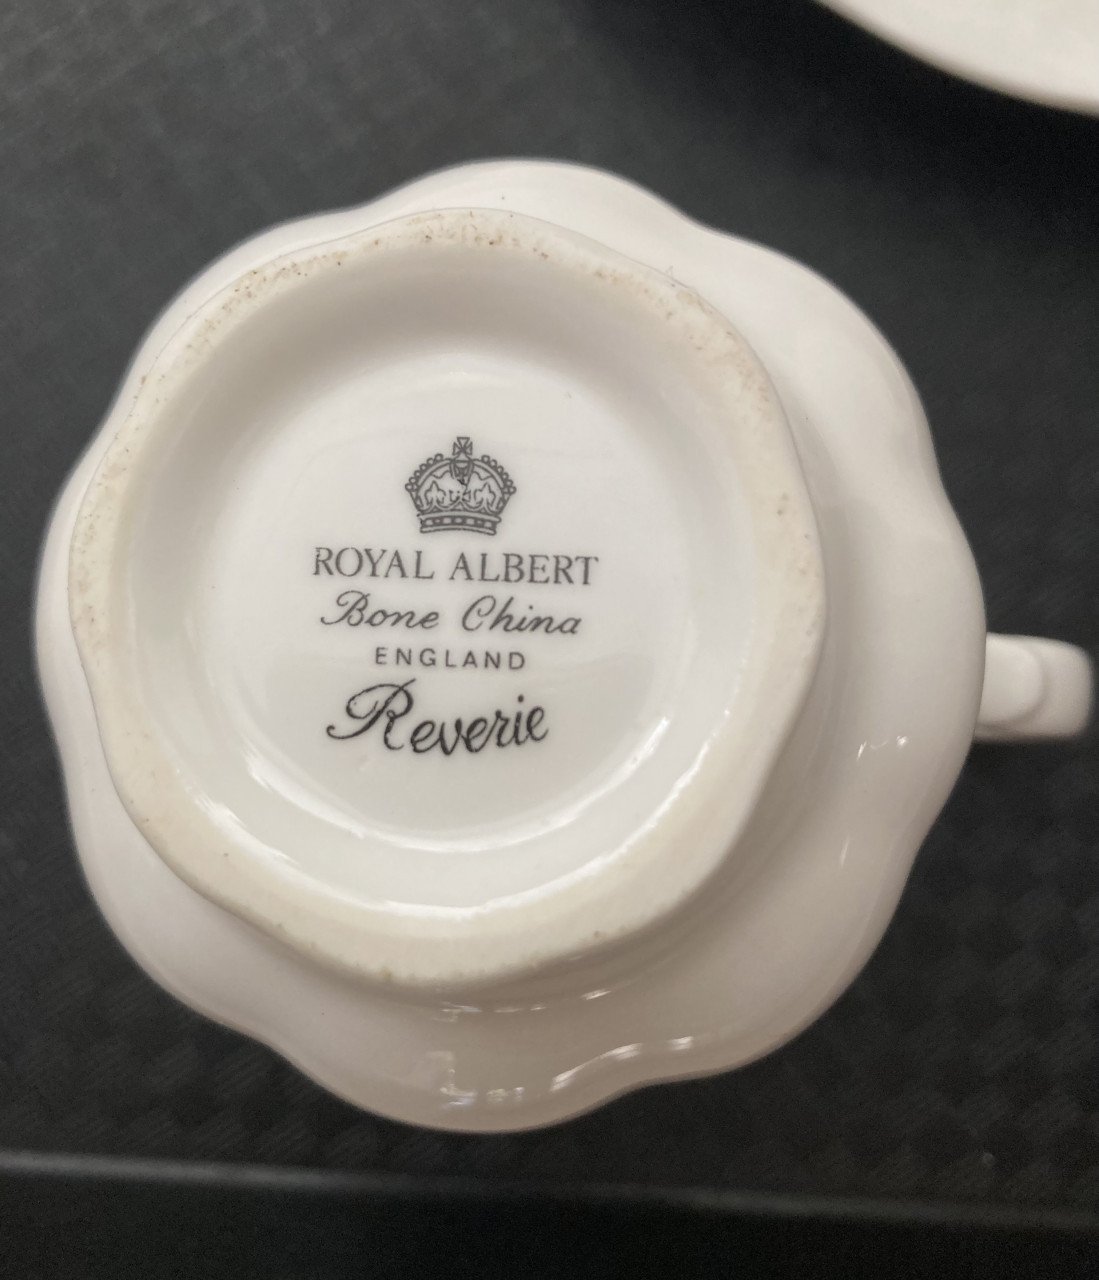 ROYAL ALBERT
Bone China
ENGLAND
Reverie